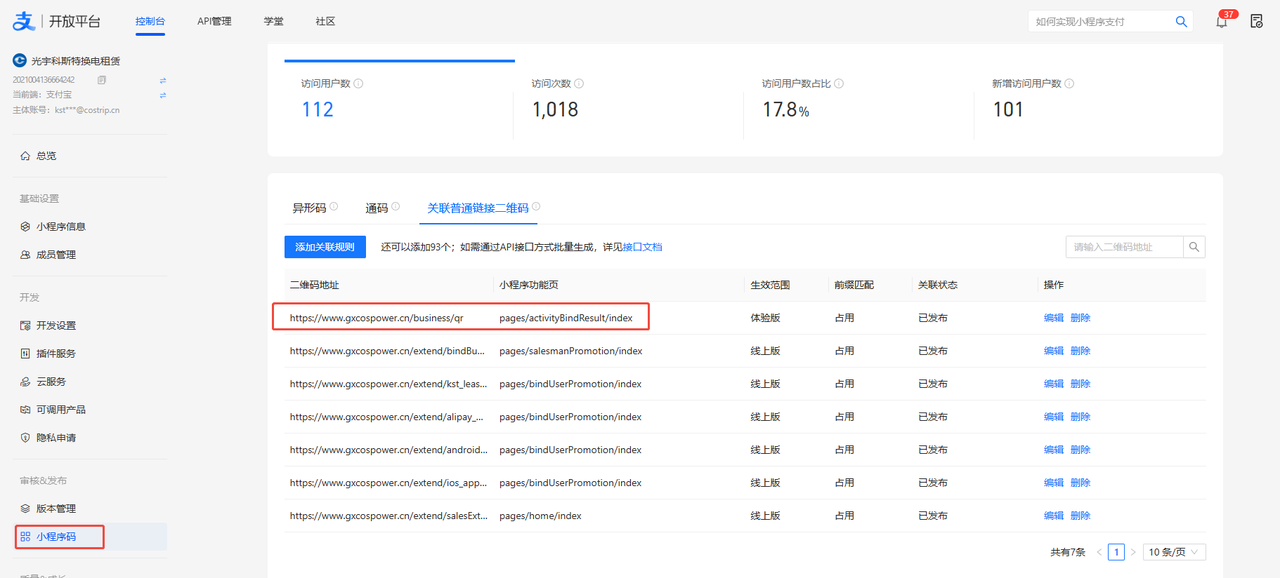 支 开放平台 控制台 API管理 学堂 社区 如何实现小程序支付 37
光宇科斯特换电租赁
2021004136664242
当前端：支付宝
主体账号：kst***@costrip.cn
总览
基础设置
小程序信息
成员管理
开发
开发设置
插件服务
云服务
可调用产品
隐私申请
审核&发布
版本管理
小程序码
访问用户数 访问次数 访问用户数占比 新增访问用户数
112 1,018 17.8% 101
异形码 通码 关联普通链接二维码
添加关联规则 还可以添加93个；如需通过API接口方式批量生成，详见接口文档 请输入二维码地址
二维码地址 小程序功能页 生效范围 前缀匹配 关联状态 操作
https://www.gxcospower.cn/business/qr pages/activityBindResult/index 体验版 占用 已发布 编辑 删除
https://www.gxcospower.cn/extend/bindBu... pages/salesmanPromotion/index 线上版 占用 已发布 编辑 删除
https://www.gxcospower.cn/extend/kst_leas... pages/bindUserPromotion/index 线上版 占用 已发布 编辑 删除
https://www.gxcospower.cn/extend/alipay_... pages/bindUserPromotion/index 线上版 占用 已发布 编辑 删除
https://www.gxcospower.cn/extend/android... pages/bindUserPromotion/index 线上版 占用 已发布 编辑 删除
https://www.gxcospower.cn/extend/ios_app... pages/bindUserPromotion/index 线上版 占用 已发布 编辑 删除
https://www.gxcospower.cn/extend/salesExt... pages/home/index 线上版 占用 已发布 编辑 删除
共有7条 1 10 条/页